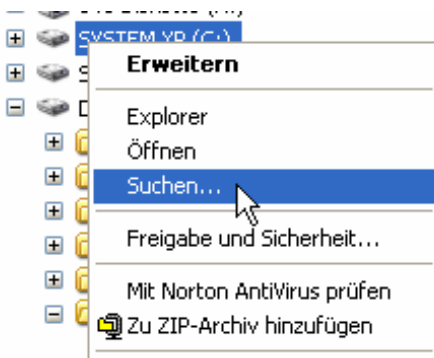 SYSTEM XP (C:)
S
D
Erweitern
Explorer
Öffnen
Suchen...
Freigabe und Sicherheit...
Mit Norton AntiVirus prüfen
Zu ZIP-Archiv hinzufügen